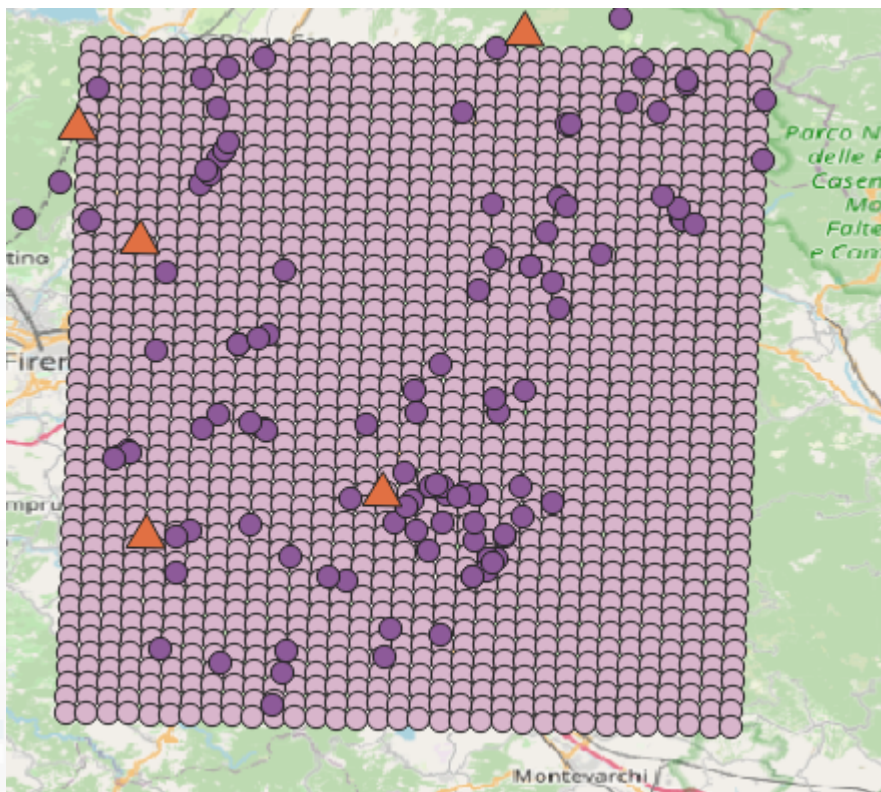 Parco N
delle F
Casen
Mo
Falte
e Cam
tino
Firen
mpru
Montevarchi